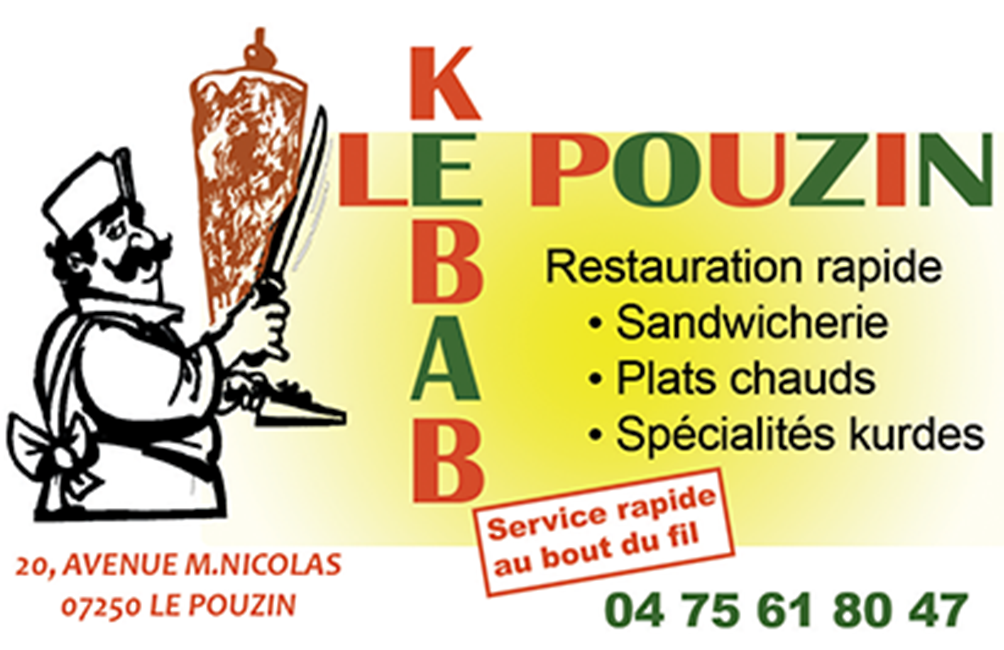 KEBAB
LE POUZIN
Restauration rapide
• Sandwicherie
• Plats chauds
• Spécialités kurdes
Service rapide
au bout du fil
20, AVENUE M.NICOLAS
07250 LE POUZIN
04 75 61 80 47